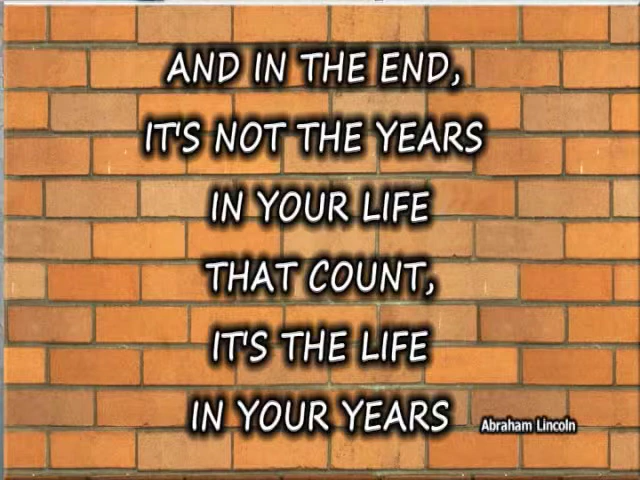 AND IN THE END,
IT'S NOT THE YEARS
IN YOUR LIFE
THAT COUNT,
IT'S THE LIFE
IN YOUR YEARS
Abraham Lincoln